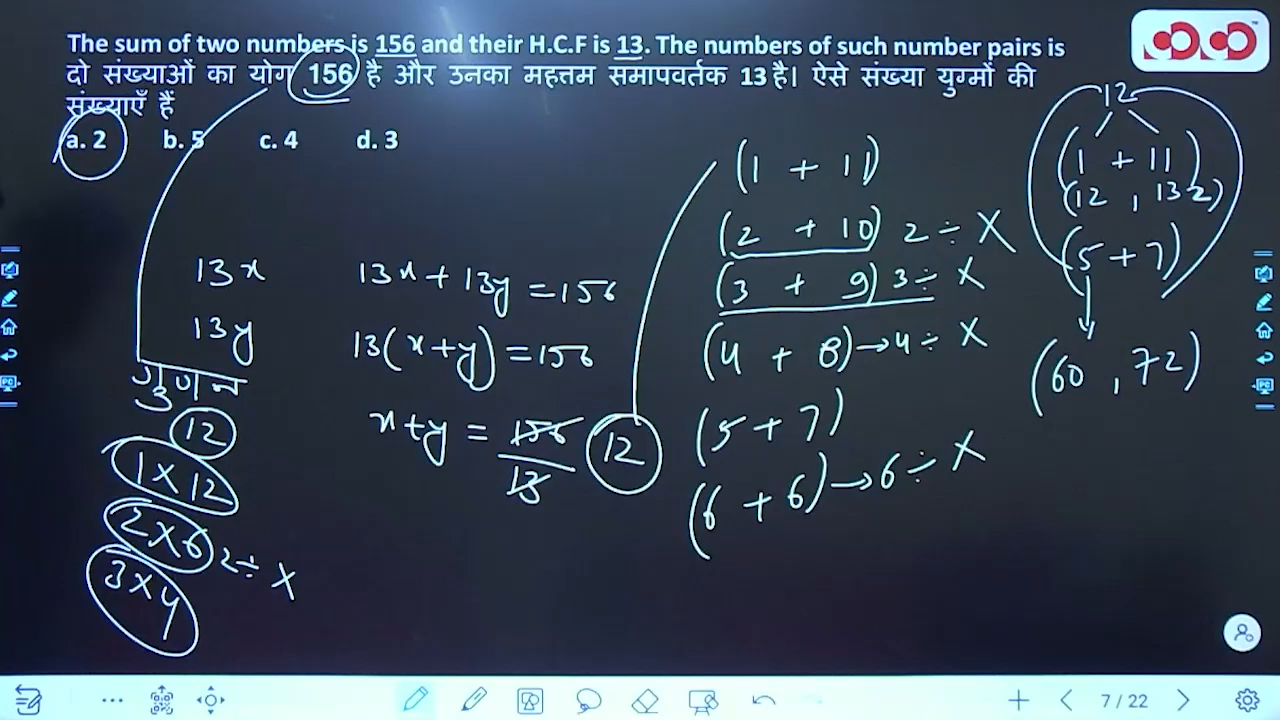 The sum of two numbers is 156 and their H.C.F is 13. The numbers of such number pairs is
दो संख्याओं का योग 156 है और उनका महत्तम समापवर्तक 13 है। ऐसे संख्या युग्मों की
संख्याएँ हैं
a. 2 b. 5 c. 4 d. 3
13x
13y
गुणन
12
1 × 12
2 × 6 2 ÷ X
3 × 4
13x + 13y = 156
13(x+y) = 156
x+y = 156/13 12
(1 + 11)
(2 + 10) 2 ÷ X
(3 + 9) 3 ÷ X
(4 + 8) → 4 ÷ X
(5 + 7)
(6 + 6) → 6 ÷ X
12
(1 + 11)
(12 , 132)
(5 + 7)
(60 , 72)
7 / 22